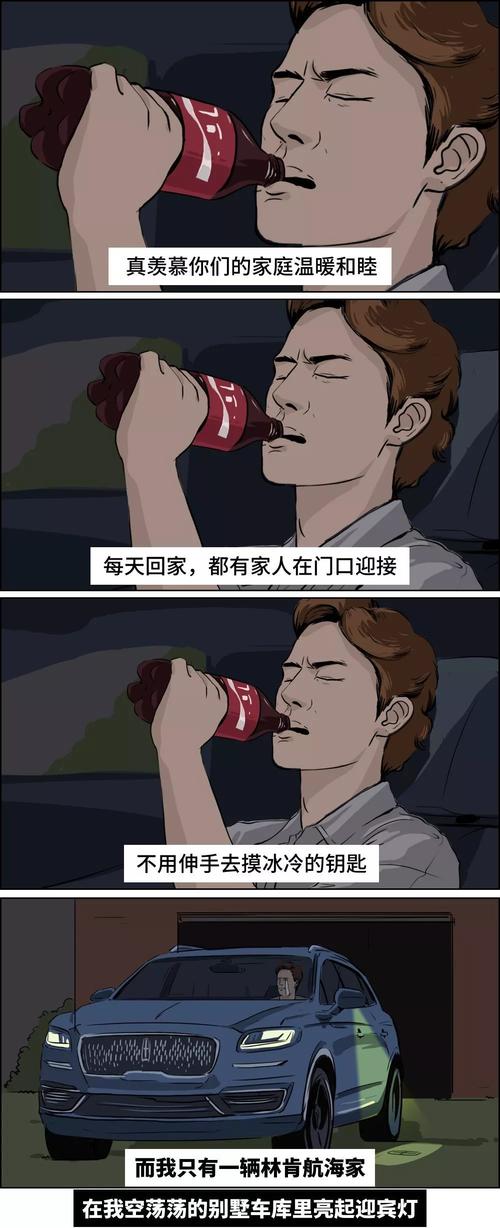 真羡慕你们的家庭温暖和睦
每天回家，都有家人在门口迎接
不用伸手去摸冰冷的钥匙
而我只有一辆林肯航海家
在我空荡荡的别墅车库里亮起迎宾灯